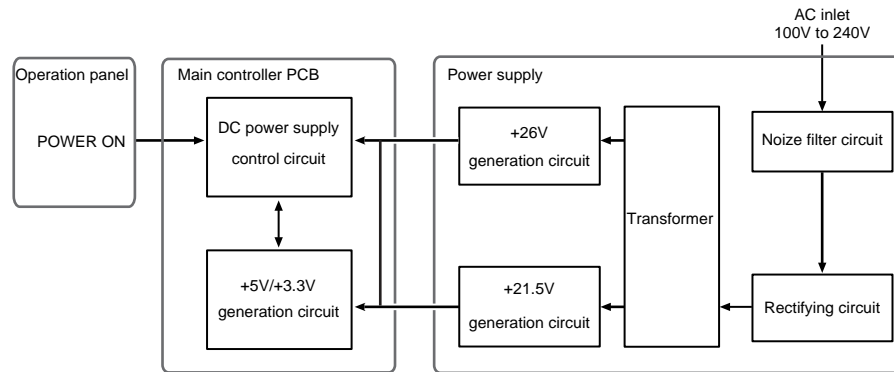 AC inlet
100V to 240V
Operation panel
POWER ON
Main controller PCB
DC power supply
control circuit
+5V/+3.3V
generation circuit
Power supply
+26V
generation circuit
+21.5V
generation circuit
Transformer
Noize filter circuit
Rectifying circuit